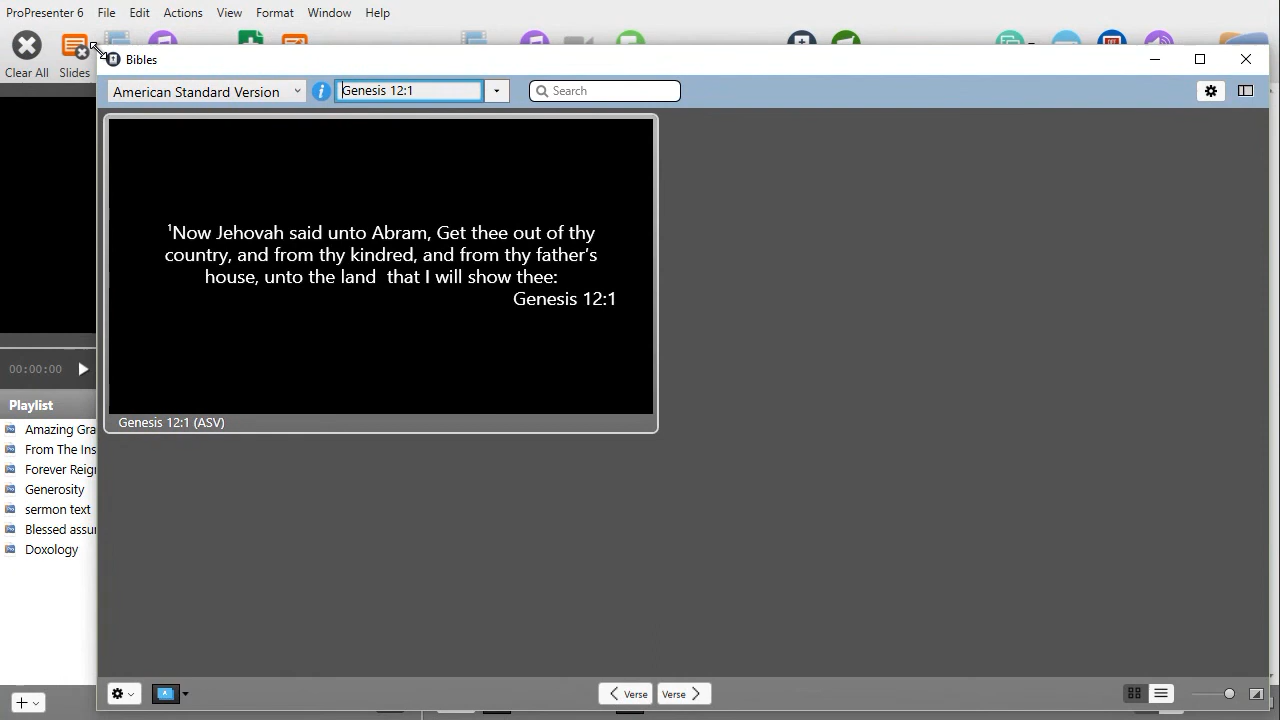 ProPresenter 6 File Edit Actions View Format Window Help
Clear All Slides
Bibles
American Standard Version Genesis 12:1 Search
¹Now Jehovah said unto Abram, Get thee out of thy
country, and from thy kindred, and from thy father's
house, unto the land that I will show thee:
Genesis 12:1
Genesis 12:1 (ASV)
00:00:00
Playlist
Amazing Gra
From The Ins
Forever Reig
Generosity
sermon text
Blessed assu
Doxology
Verse Verse